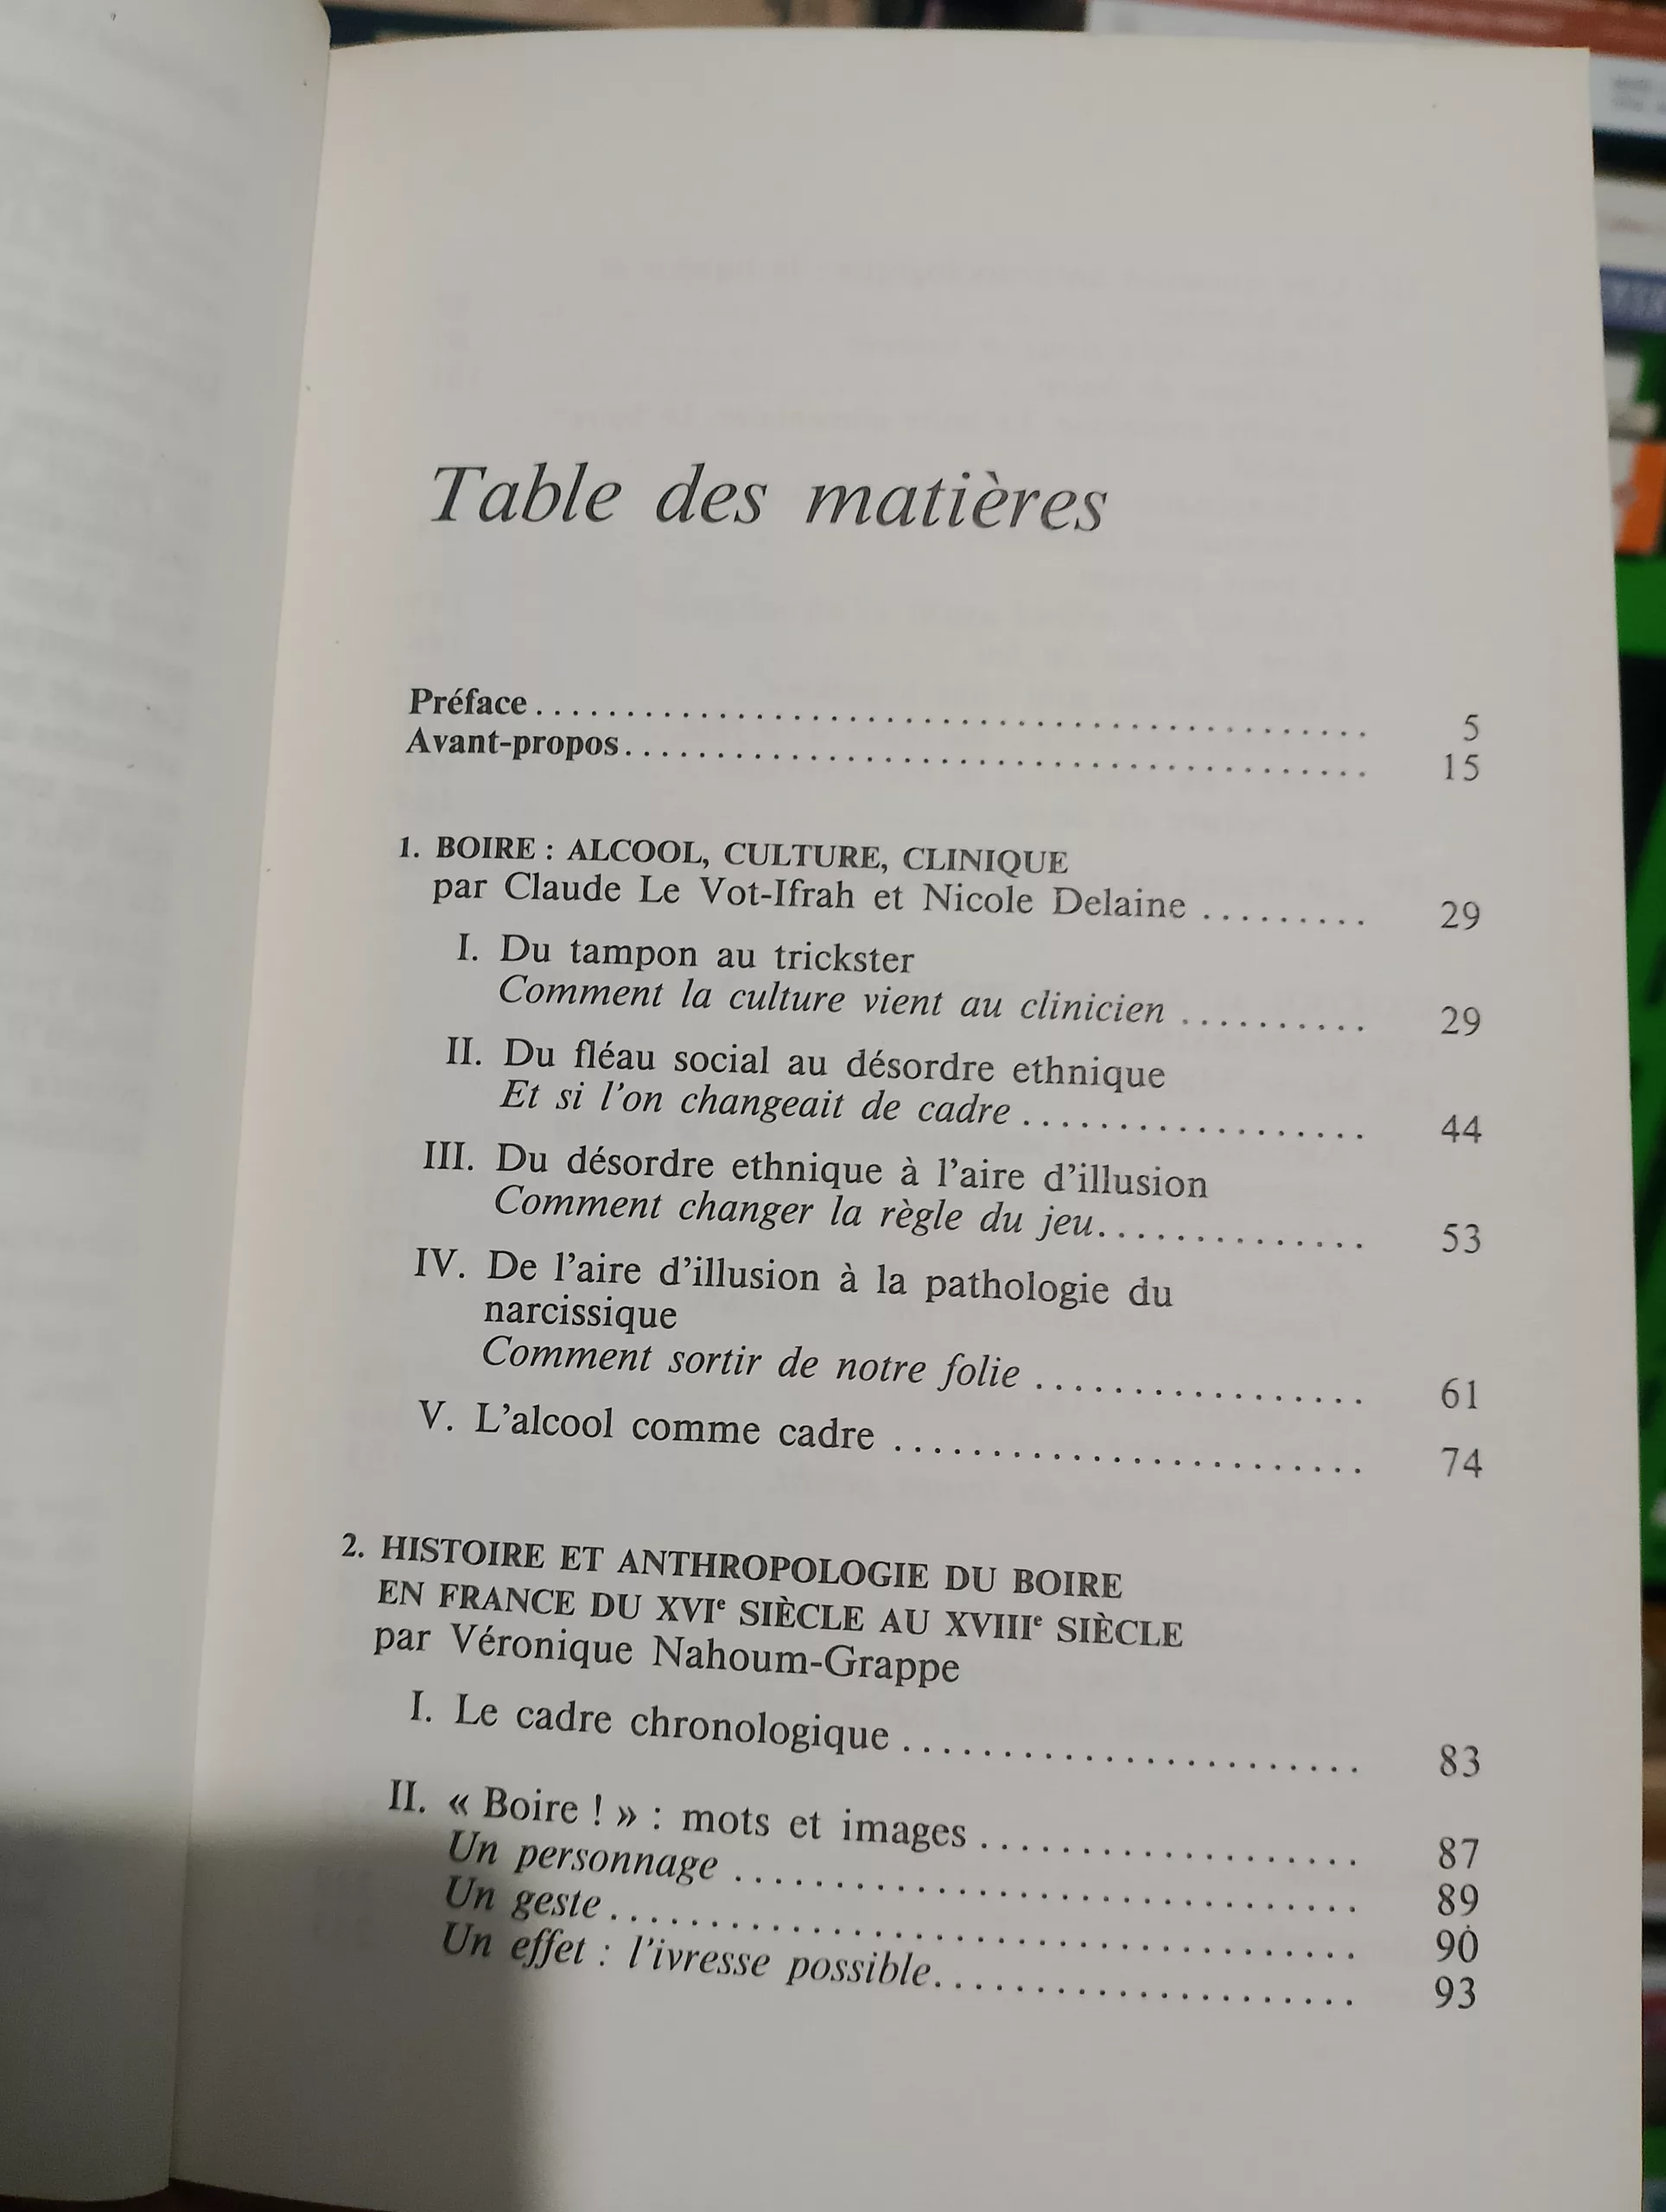 Table des matières
Préface .......... 5
Avant-propos .......... 15
1. BOIRE : ALCOOL, CULTURE, CLINIQUE
par Claude Le Vot-Ifrah et Nicole Delaine .......... 29
I. Du tampon au trickster
Comment la culture vient au clinicien .......... 29
II. Du fléau social au désordre ethnique
Et si l'on changeait de cadre .......... 44
III. Du désordre ethnique à l'aire d'illusion
Comment changer la règle du jeu .......... 53
IV. De l'aire d'illusion à la pathologie du
narcissique
Comment sortir de notre folie .......... 61
V. L'alcool comme cadre .......... 74
2. HISTOIRE ET ANTHROPOLOGIE DU BOIRE
EN FRANCE DU XVIe SIÈCLE AU XVIIIe SIÈCLE
par Véronique Nahoum-Grappe
I. Le cadre chronologique .......... 83
II. « Boire ! » : mots et images .......... 87
Un personnage .......... 89
Un geste .......... 90
Un effet : l'ivresse possible .......... 93